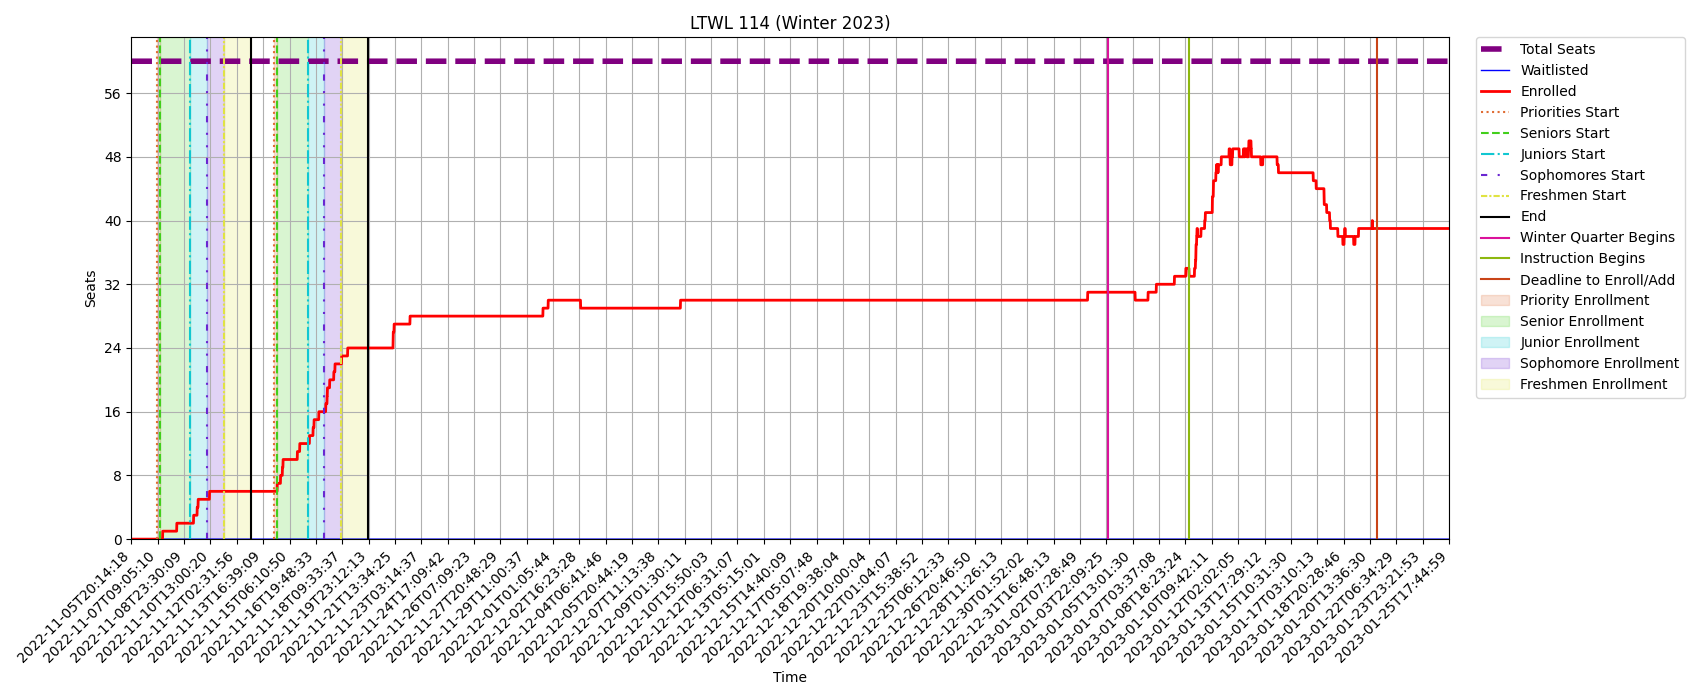 LTWL 114 (Winter 2023)
Total Seats
Waitlisted
Enrolled
Priorities Start
Seniors Start
Juniors Start
Sophomores Start
Freshmen Start
End
Winter Quarter Begins
Instruction Begins
Deadline to Enroll/Add
Priority Enrollment
Senior Enrollment
Junior Enrollment
Sophomore Enrollment
Freshmen Enrollment
Seats
56
48
40
32
24
16
8
0
2022-11-05T20:14:18
2022-11-07T09:05:10
2022-11-08T23:30:09
2022-11-10T13:00:20
2022-11-12T02:31:56
2022-11-13T16:39:09
2022-11-15T06:10:50
2022-11-16T19:48:33
2022-11-18T09:33:37
2022-11-19T23:12:13
2022-11-21T13:34:25
2022-11-23T03:14:37
2022-11-24T17:09:42
2022-11-26T07:09:23
2022-11-27T20:48:29
2022-11-29T11:00:37
2022-12-01T01:05:44
2022-12-02T16:23:28
2022-12-04T06:41:46
2022-12-05T20:44:19
2022-12-07T11:13:38
2022-12-09T01:30:11
2022-12-10T15:50:03
2022-12-12T06:31:07
2022-12-13T05:15:01
2022-12-15T14:40:09
2022-12-17T05:07:48
2022-12-18T19:38:04
2022-12-20T10:00:04
2022-12-22T01:04:07
2022-12-23T15:38:52
2022-12-25T06:12:33
2022-12-26T20:46:50
2022-12-28T11:26:13
2022-12-30T01:52:02
2022-12-31T16:48:13
2023-01-02T07:28:49
2023-01-03T22:09:25
2023-01-05T13:01:30
2023-01-07T03:37:08
2023-01-08T18:23:24
2023-01-10T09:42:11
2023-01-12T02:02:05
2023-01-13T17:29:12
2023-01-15T10:31:30
2023-01-17T03:10:13
2023-01-18T20:28:46
2023-01-20T13:36:30
2023-01-22T06:34:29
2023-01-23T23:21:53
2023-01-25T17:44:59
Time